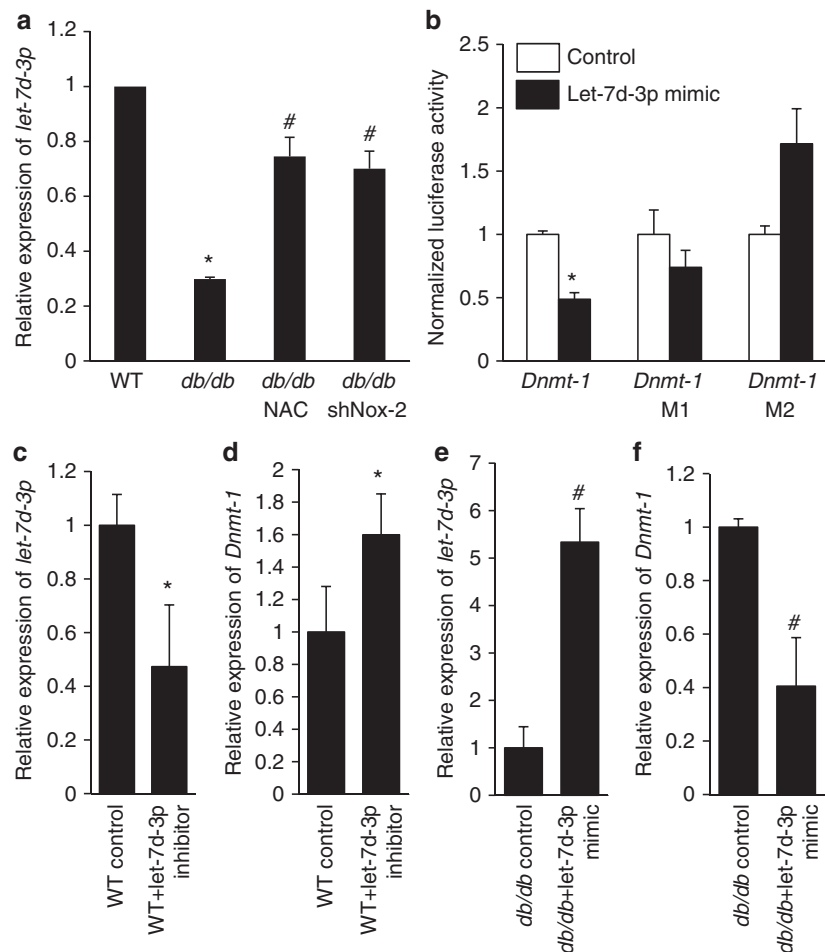 a
Relative expression of let-7d-3p
1.2
1
0.8
0.6
0.4
0.2
0
*
#
#
WT
db/db
db/db
NAC
db/db
shNox-2
b
Normalized luciferase activity
2.5
2
1.5
1
0.5
0
Control
Let-7d-3p mimic
*
Dnmt-1
Dnmt-1
M1
Dnmt-1
M2
c
Relative expression of let-7d-3p
1.2
1
0.8
0.6
0.4
0.2
0
*
WT control
WT+let-7d-3p
inhibitor
d
Relative expression of Dnmt-1
2
1.8
1.6
1.4
1.2
1
0.8
0.6
0.4
0.2
0
*
WT control
WT+let-7d-3p
inhibitor
e
Relative expression of let-7d-3p
7
6
5
4
3
2
1
0
#
db/db control
db/db+let-7d-3p
mimic
f
Relative expression of Dnmt-1
1.2
1
0.8
0.6
0.4
0.2
0
#
db/db control
db/db+let-7d-3p
mimic